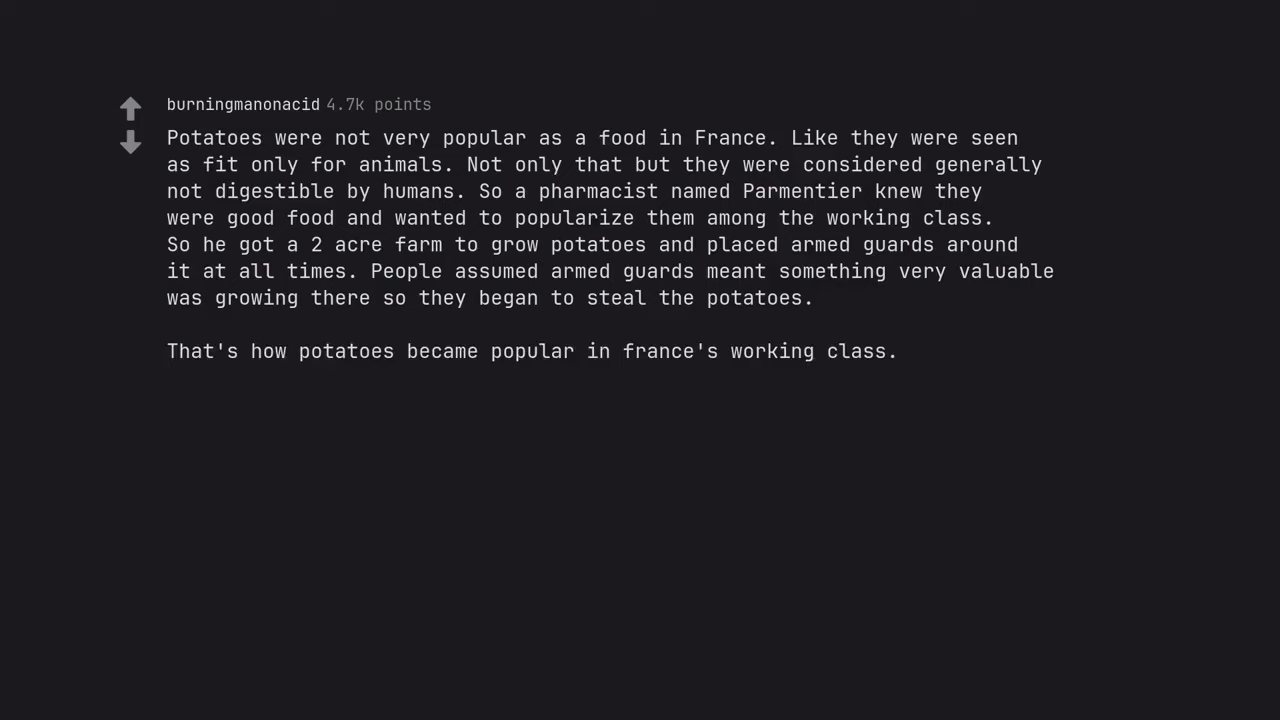 burningmanonacid 4.7k points
Potatoes were not very popular as a food in France. Like they were seen
as fit only for animals. Not only that but they were considered generally
not digestible by humans. So a pharmacist named Parmentier knew they
were good food and wanted to popularize them among the working class.
So he got a 2 acre farm to grow potatoes and placed armed guards around
it at all times. People assumed armed guards meant something very valuable
was growing there so they began to steal the potatoes.
That's how potatoes became popular in france's working class.